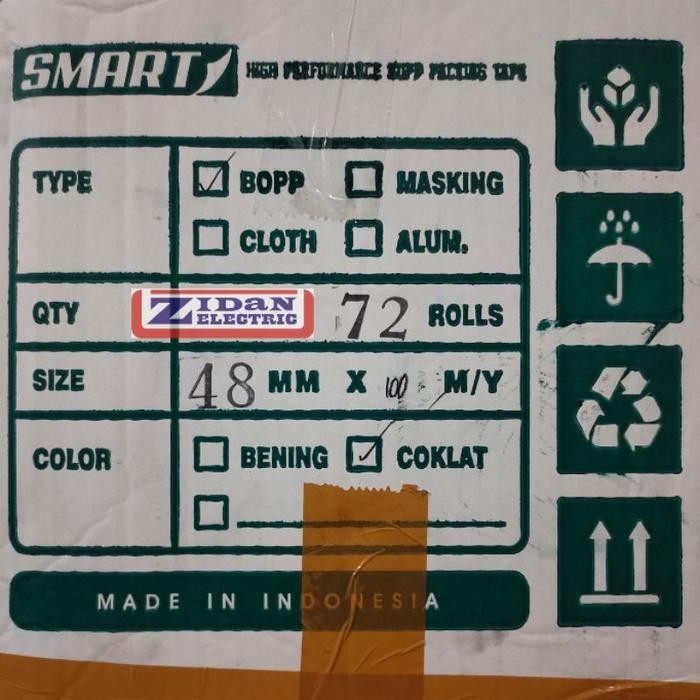 SMART
HIGH PERFORMANCE BOPP PACKING TAPE
TYPE
BOPP
MASKING
CLOTH
ALUM.
QTY
ZIDAN
ELECTRIC
72 ROLLS
SIZE
48 MM X 100 M/Y
COLOR
BENING
COKLAT
MADE IN INDONESIA